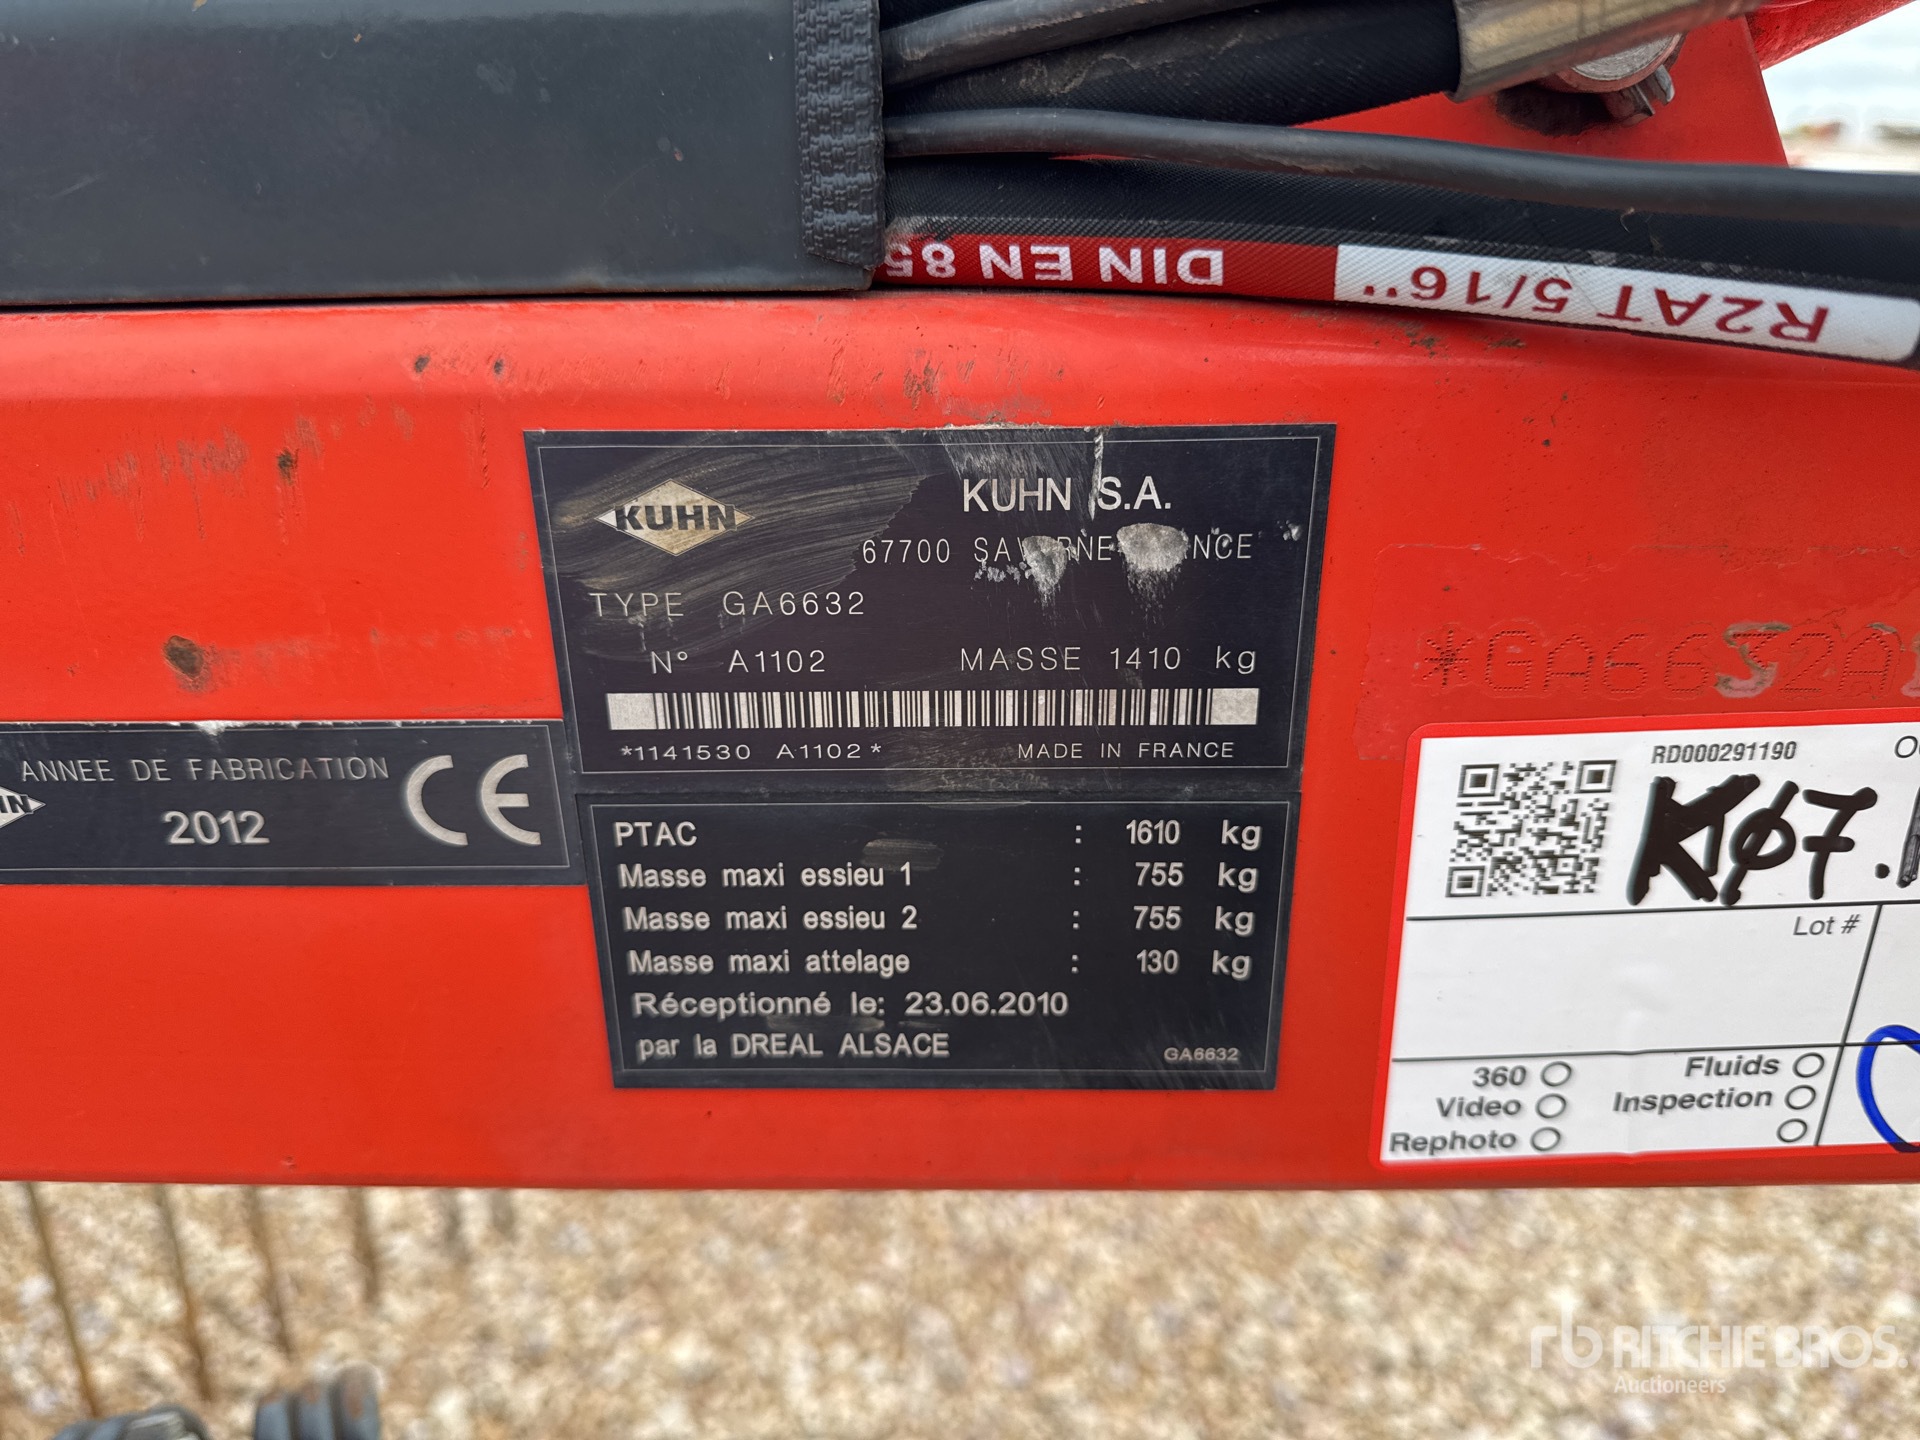 DIN EN 85
R2AT 5/16"
KUHN
KUHN S.A.
67700
TYPE GA6632
N° A1102 MASSE 1410 kg
*1141530 A1102*
MADE IN FRANCE
ANNEE DE FABRICATION
2012
CE
PTAC : 1610 kg
Masse maxi essieu 1 : 755 kg
Masse maxi essieu 2 : 755 kg
Masse maxi attelage : 130 kg
Réceptionné le: 23.06.2010
par la DREAL ALSACE
GA6632
*GA6632A
RD000291190
KØ7.
Lot #
360
Video
Rephoto
Fluids
Inspection
rb RITCHIE BROS.
Auctioneers